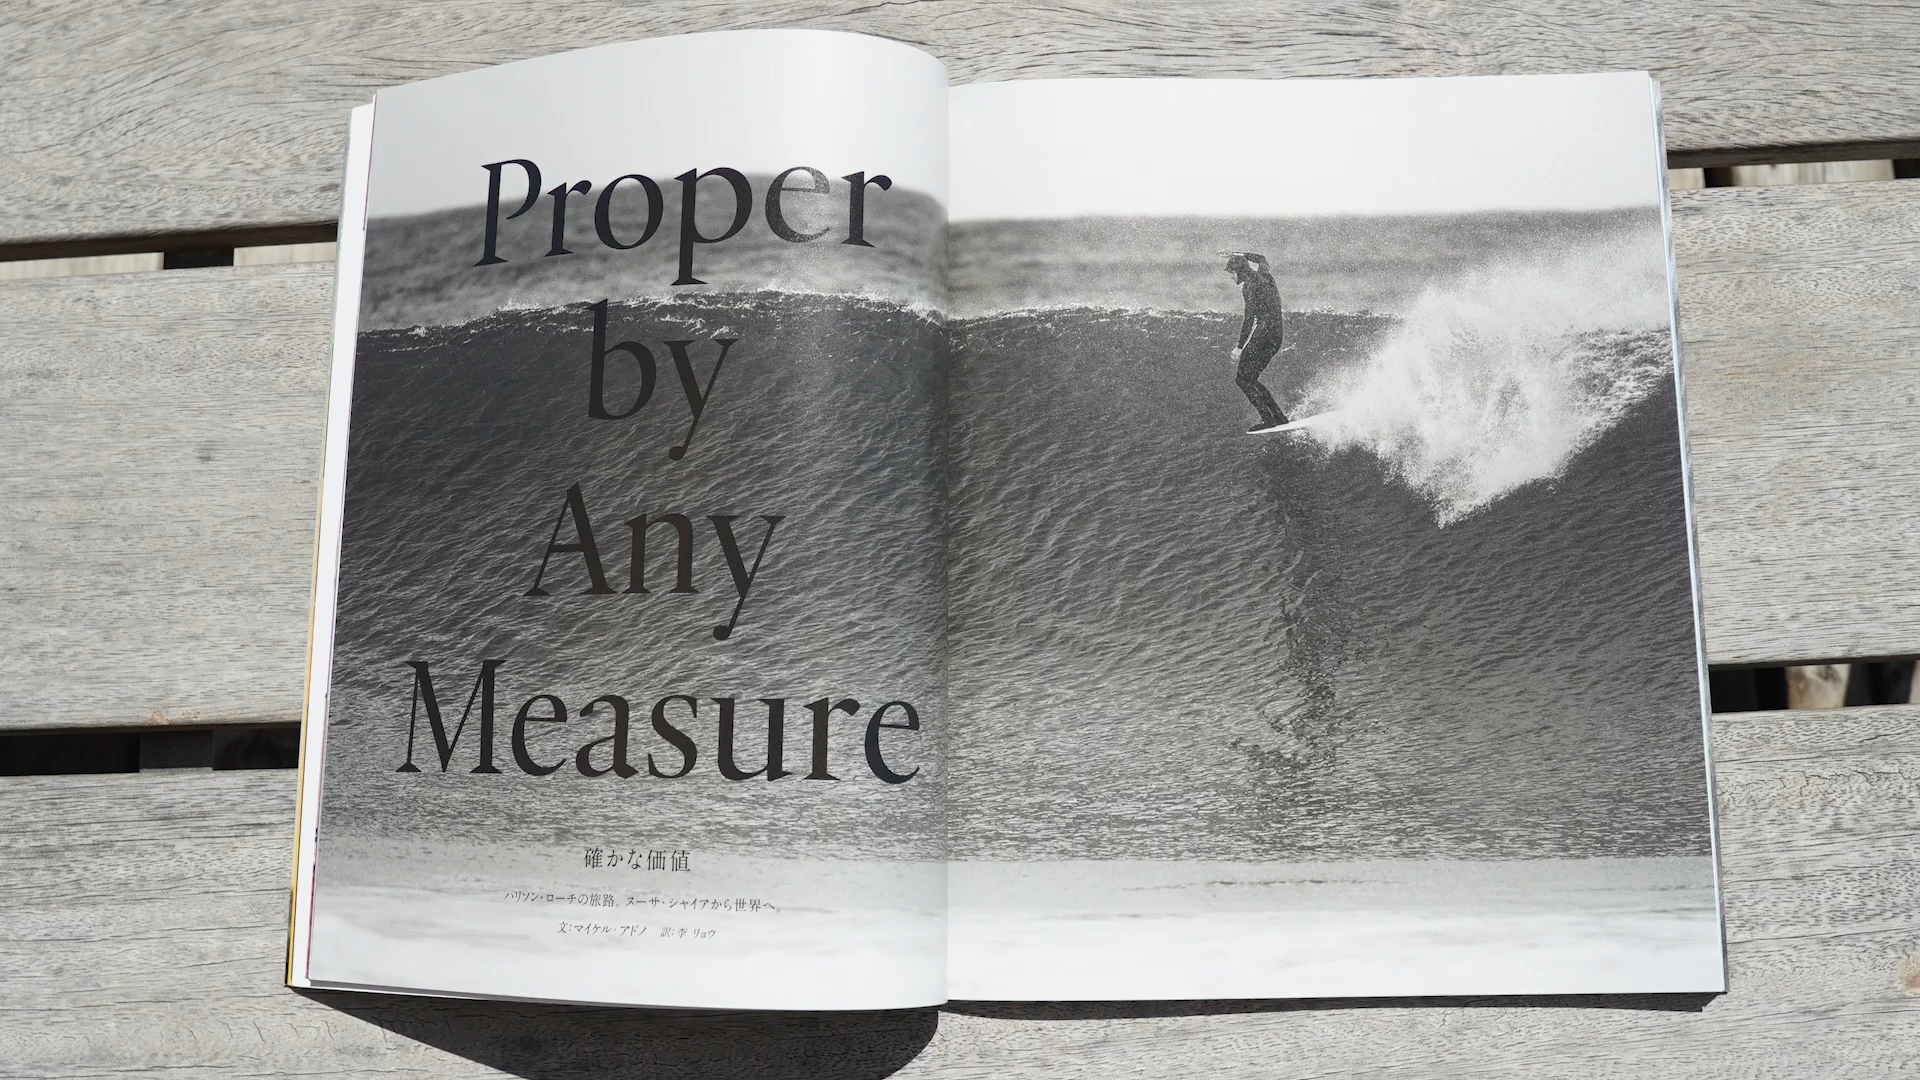 Proper
by
Any
Measure
確かな価値
ハリソン・ローチの旅路。ヌーサ・シャイアから世界へ。
文：マイケル・アドノ　訳：李 リョウ